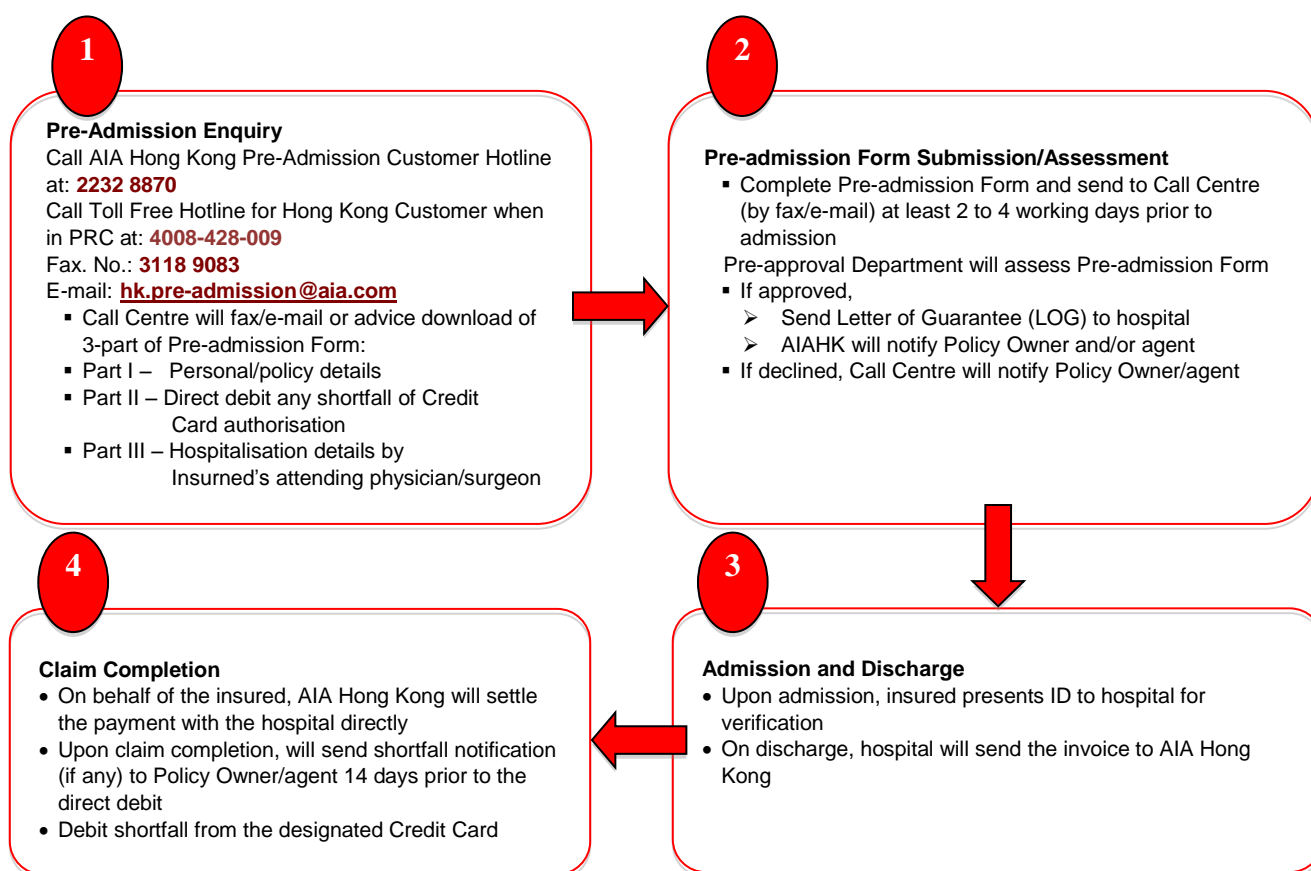 1
Pre-Admission Enquiry
Call AIA Hong Kong Pre-Admission Customer Hotline
at: 2232 8870
Call Toll Free Hotline for Hong Kong Customer when
in PRC at: 4008-428-009
Fax. No.: 3118 9083
E-mail: hk.pre-admission@aia.com
▪ Call Centre will fax/e-mail or advice download of
3-part of Pre-admission Form:
▪ Part I – Personal/policy details
▪ Part II – Direct debit any shortfall of Credit
Card authorisation
▪ Part III – Hospitalisation details by
Insurned's attending physician/surgeon
2
Pre-admission Form Submission/Assessment
▪ Complete Pre-admission Form and send to Call Centre
(by fax/e-mail) at least 2 to 4 working days prior to
admission
Pre-approval Department will assess Pre-admission Form
▪ If approved,
➢ Send Letter of Guarantee (LOG) to hospital
➢ AIAHK will notify Policy Owner and/or agent
▪ If declined, Call Centre will notify Policy Owner/agent
3
Admission and Discharge
• Upon admission, insured presents ID to hospital for
verification
• On discharge, hospital will send the invoice to AIA Hong
Kong
4
Claim Completion
• On behalf of the insured, AIA Hong Kong will settle
the payment with the hospital directly
• Upon claim completion, will send shortfall notification
(if any) to Policy Owner/agent 14 days prior to the
direct debit
• Debit shortfall from the designated Credit Card